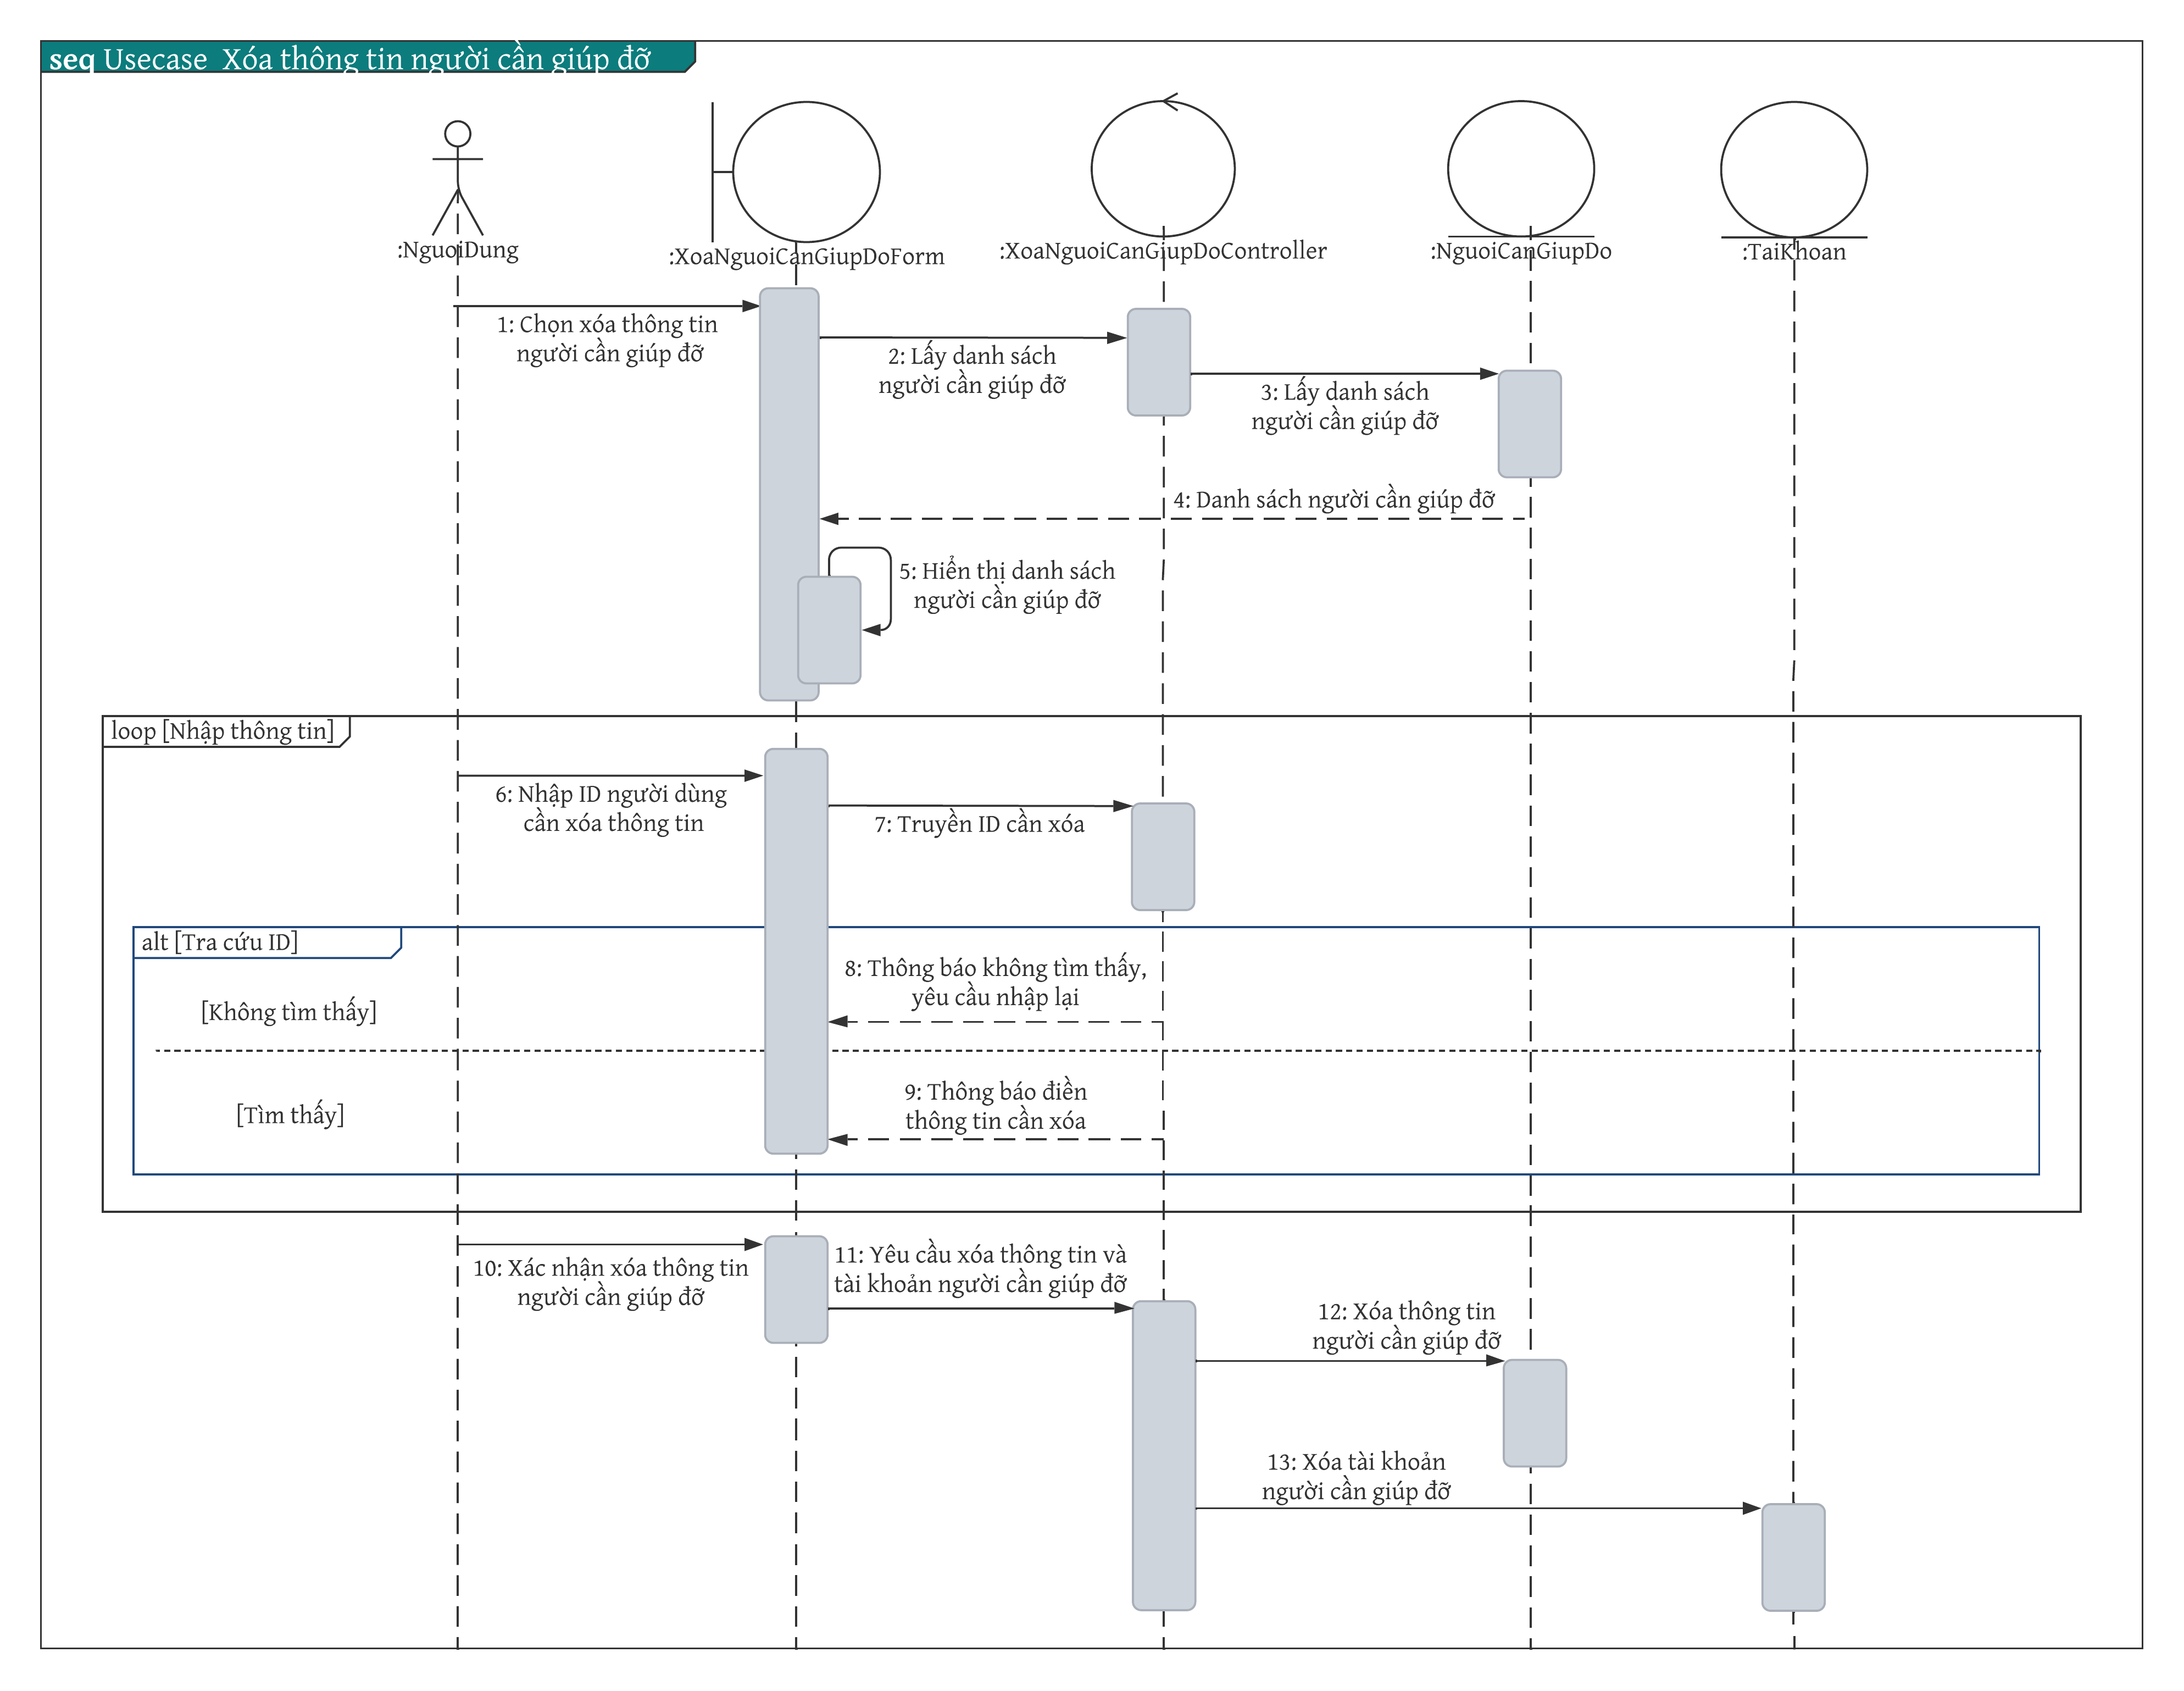 seq Usecase  Xóa thông tin người cần giúp đỡ
:NguoiDung
:XoaNguoiCanGiupDoForm
:XoaNguoiCanGiupDoController
:NguoiCanGiupDo
:TaiKhoan
1: Chọn xóa thông tin
người cần giúp đỡ
2: Lấy danh sách
người cần giúp đỡ
3: Lấy danh sách
người cần giúp đỡ
4: Danh sách người cần giúp đỡ
5: Hiển thị danh sách
người cần giúp đỡ
loop [Nhập thông tin]
6: Nhập ID người dùng
cần xóa thông tin
7: Truyền ID cần xóa
alt [Tra cứu ID]
8: Thông báo không tìm thấy,
yêu cầu nhập lại
[Không tìm thấy]
9: Thông báo điền
thông tin cần xóa
[Tìm thấy]
10: Xác nhận xóa thông tin
người cần giúp đỡ
11: Yêu cầu xóa thông tin và
tài khoản người cần giúp đỡ
12: Xóa thông tin
người cần giúp đỡ
13: Xóa tài khoản
người cần giúp đỡ